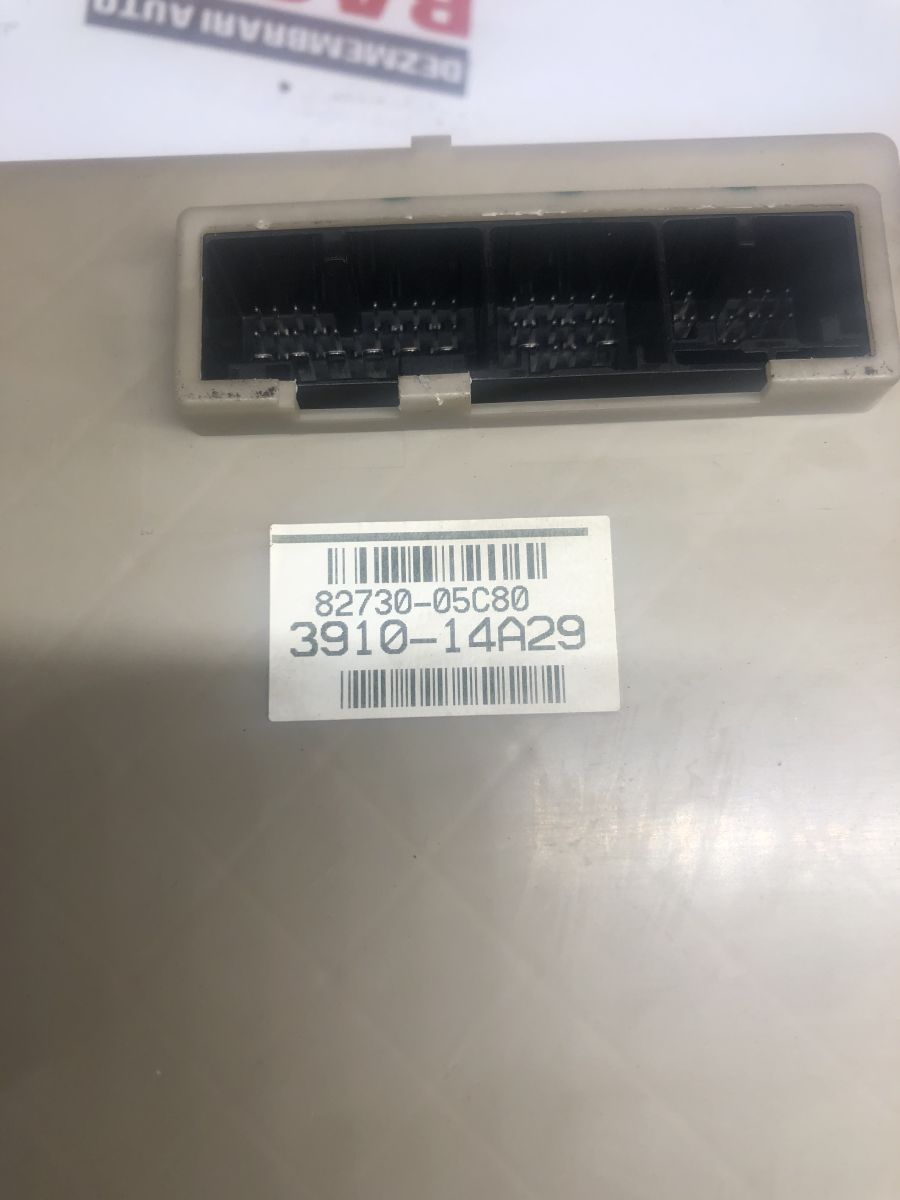 DEZMEMBRARI AUTO
82730-05C80
3910-14A29